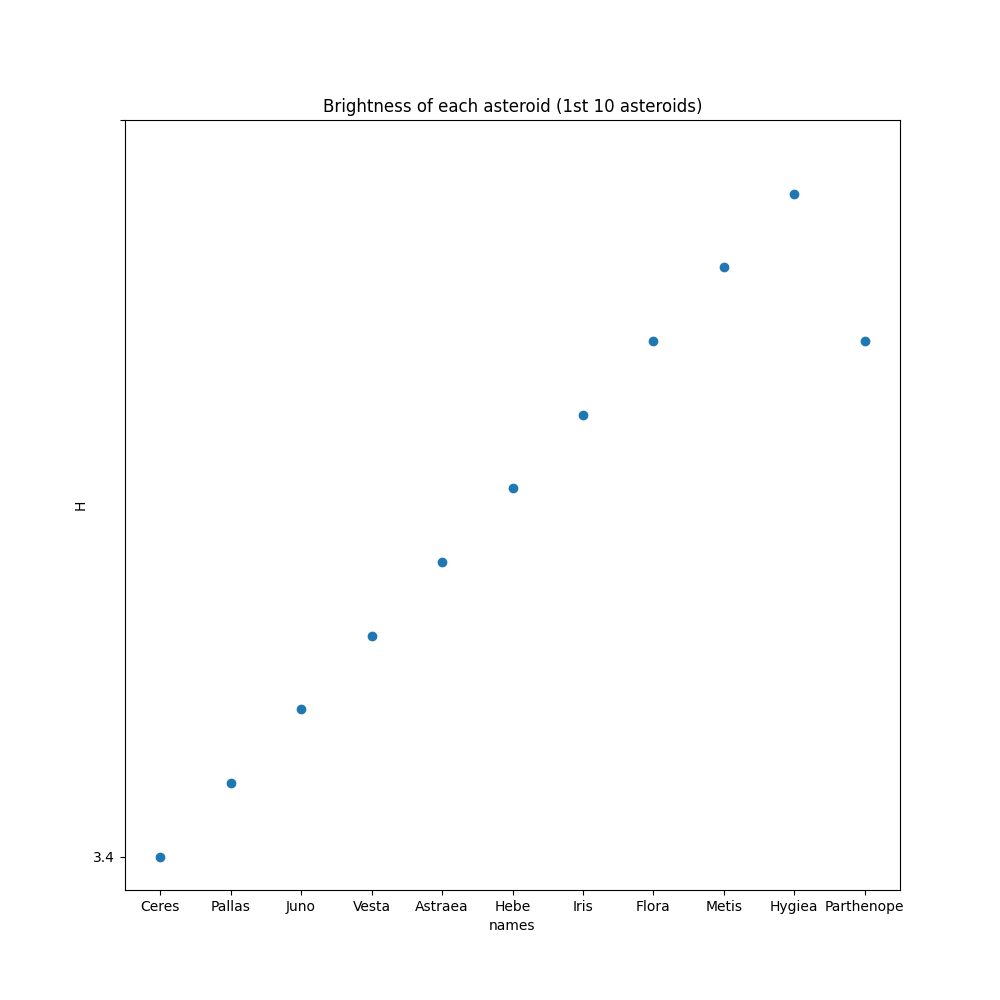 Brightness of each asteroid (1st 10 asteroids)
H
3.4
Ceres Pallas Juno Vesta Astraea Hebe Iris Flora Metis Hygiea Parthenope
names